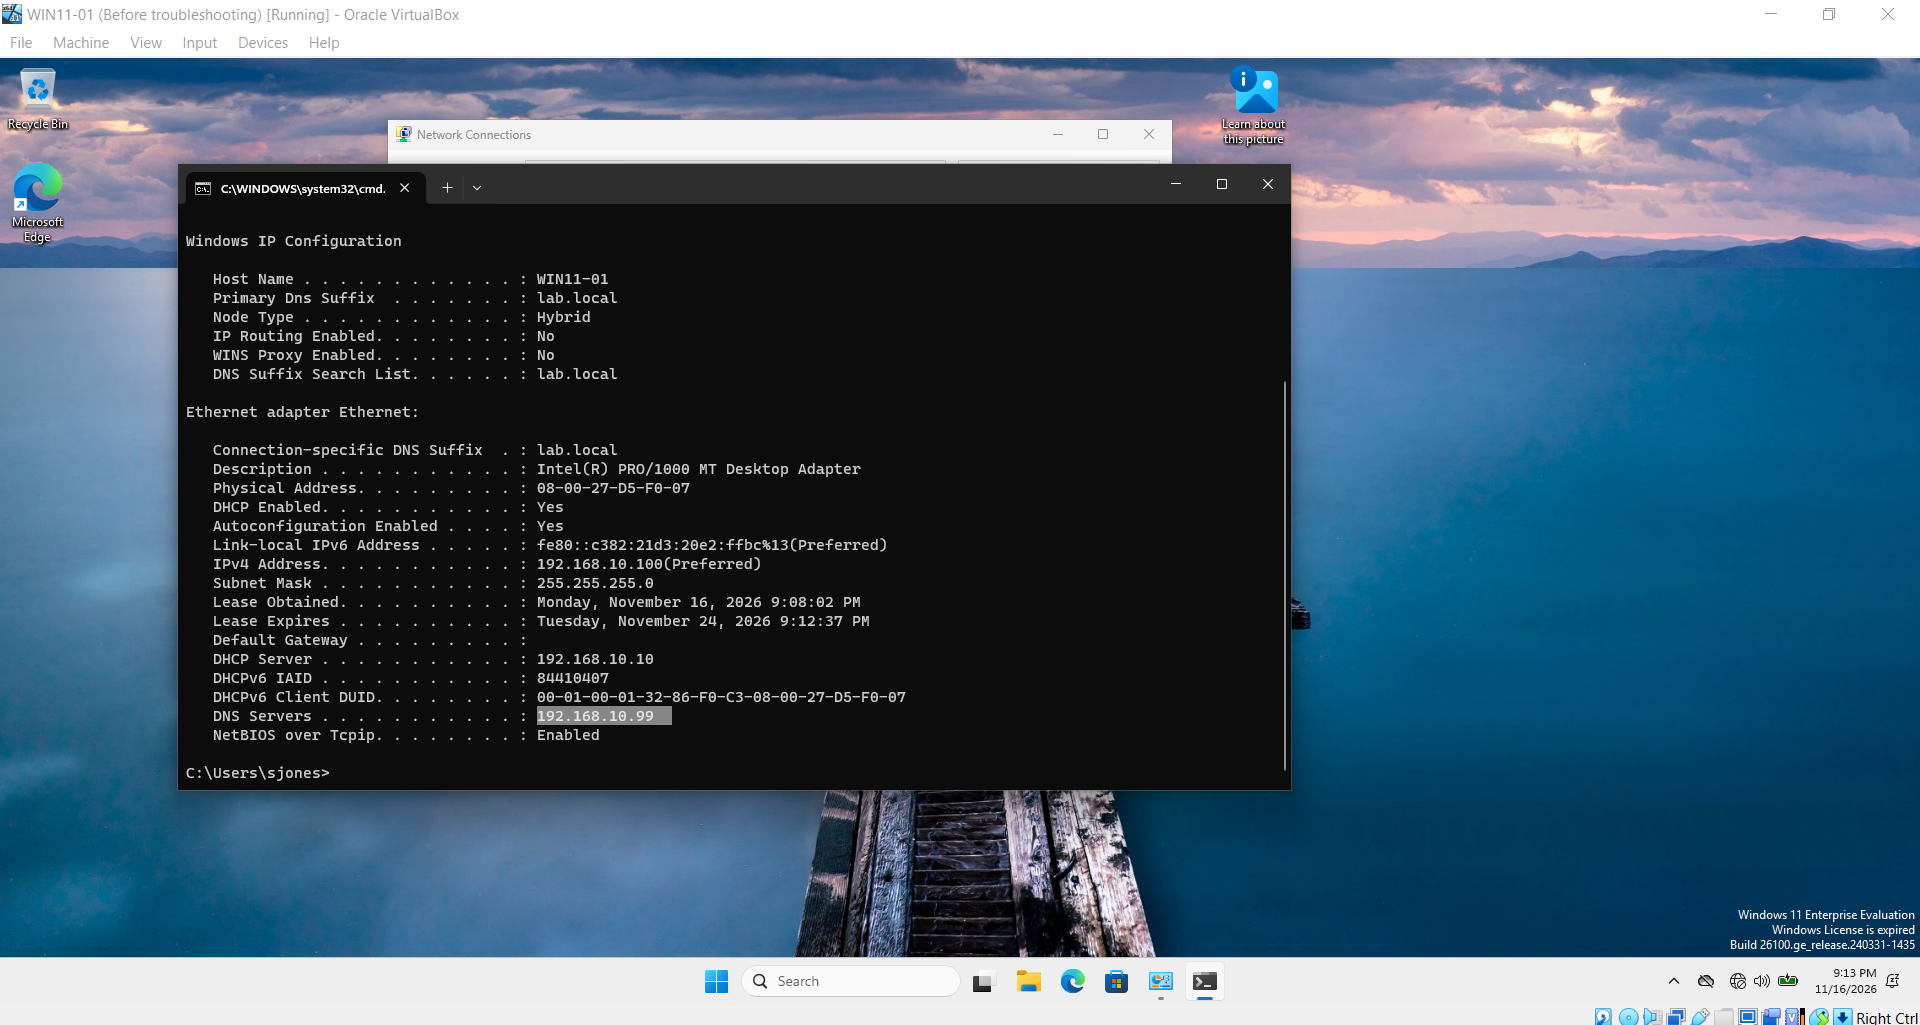 WIN11-01 (Before troubleshooting) [Running] - Oracle VirtualBox
File Machine View Input Devices Help
Recycle Bin
Learn about
this picture
Network Connections
Microsoft
Edge
C:\WINDOWS\system32\cmd.
Windows IP Configuration
Host Name . . . . . . . . . . . . : WIN11-01
Primary Dns Suffix  . . . . . . . : lab.local
Node Type . . . . . . . . . . . . : Hybrid
IP Routing Enabled. . . . . . . . : No
WINS Proxy Enabled. . . . . . . . : No
DNS Suffix Search List. . . . . . : lab.local
Ethernet adapter Ethernet:
Connection-specific DNS Suffix  . : lab.local
Description . . . . . . . . . . . : Intel(R) PRO/1000 MT Desktop Adapter
Physical Address. . . . . . . . . : 08-00-27-D5-F0-07
DHCP Enabled. . . . . . . . . . . : Yes
Autoconfiguration Enabled . . . . : Yes
Link-local IPv6 Address . . . . . : fe80::c382:21d3:20e2:ffbc%13(Preferred)
IPv4 Address. . . . . . . . . . . : 192.168.10.100(Preferred)
Subnet Mask . . . . . . . . . . . : 255.255.255.0
Lease Obtained. . . . . . . . . . : Monday, November 16, 2026 9:08:02 PM
Lease Expires . . . . . . . . . . : Tuesday, November 24, 2026 9:12:37 PM
Default Gateway . . . . . . . . . :
DHCP Server . . . . . . . . . . . : 192.168.10.10
DHCPv6 IAID . . . . . . . . . . . : 84410407
DHCPv6 Client DUID. . . . . . . . : 00-01-00-01-32-86-F0-C3-08-00-27-D5-F0-07
DNS Servers . . . . . . . . . . . : 192.168.10.99
NetBIOS over Tcpip. . . . . . . . : Enabled
C:\Users\sjones>
Windows 11 Enterprise Evaluation
Windows License is expired
Build 26100.ge_release.240331-1435
Search
9:13 PM
11/16/2026
Right Ctrl